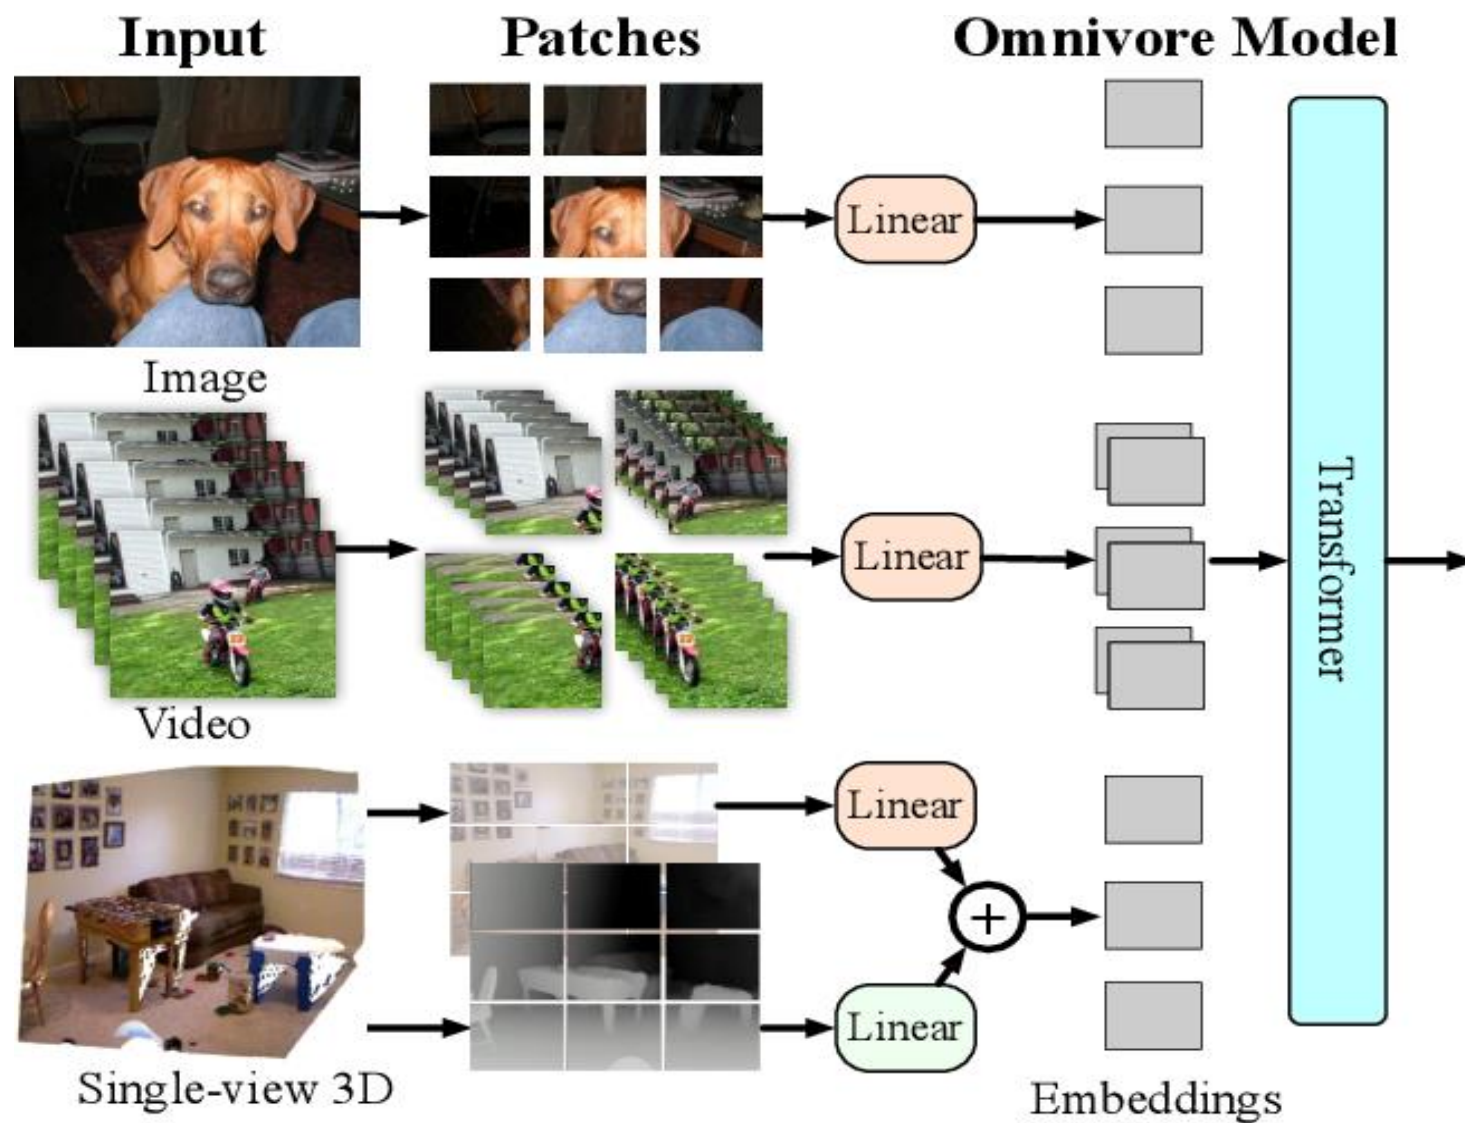 Input
Patches
Omnivore Model
Linear
Image
Linear
Transformer
Video
Linear
+
Linear
Single-view 3D
Embeddings